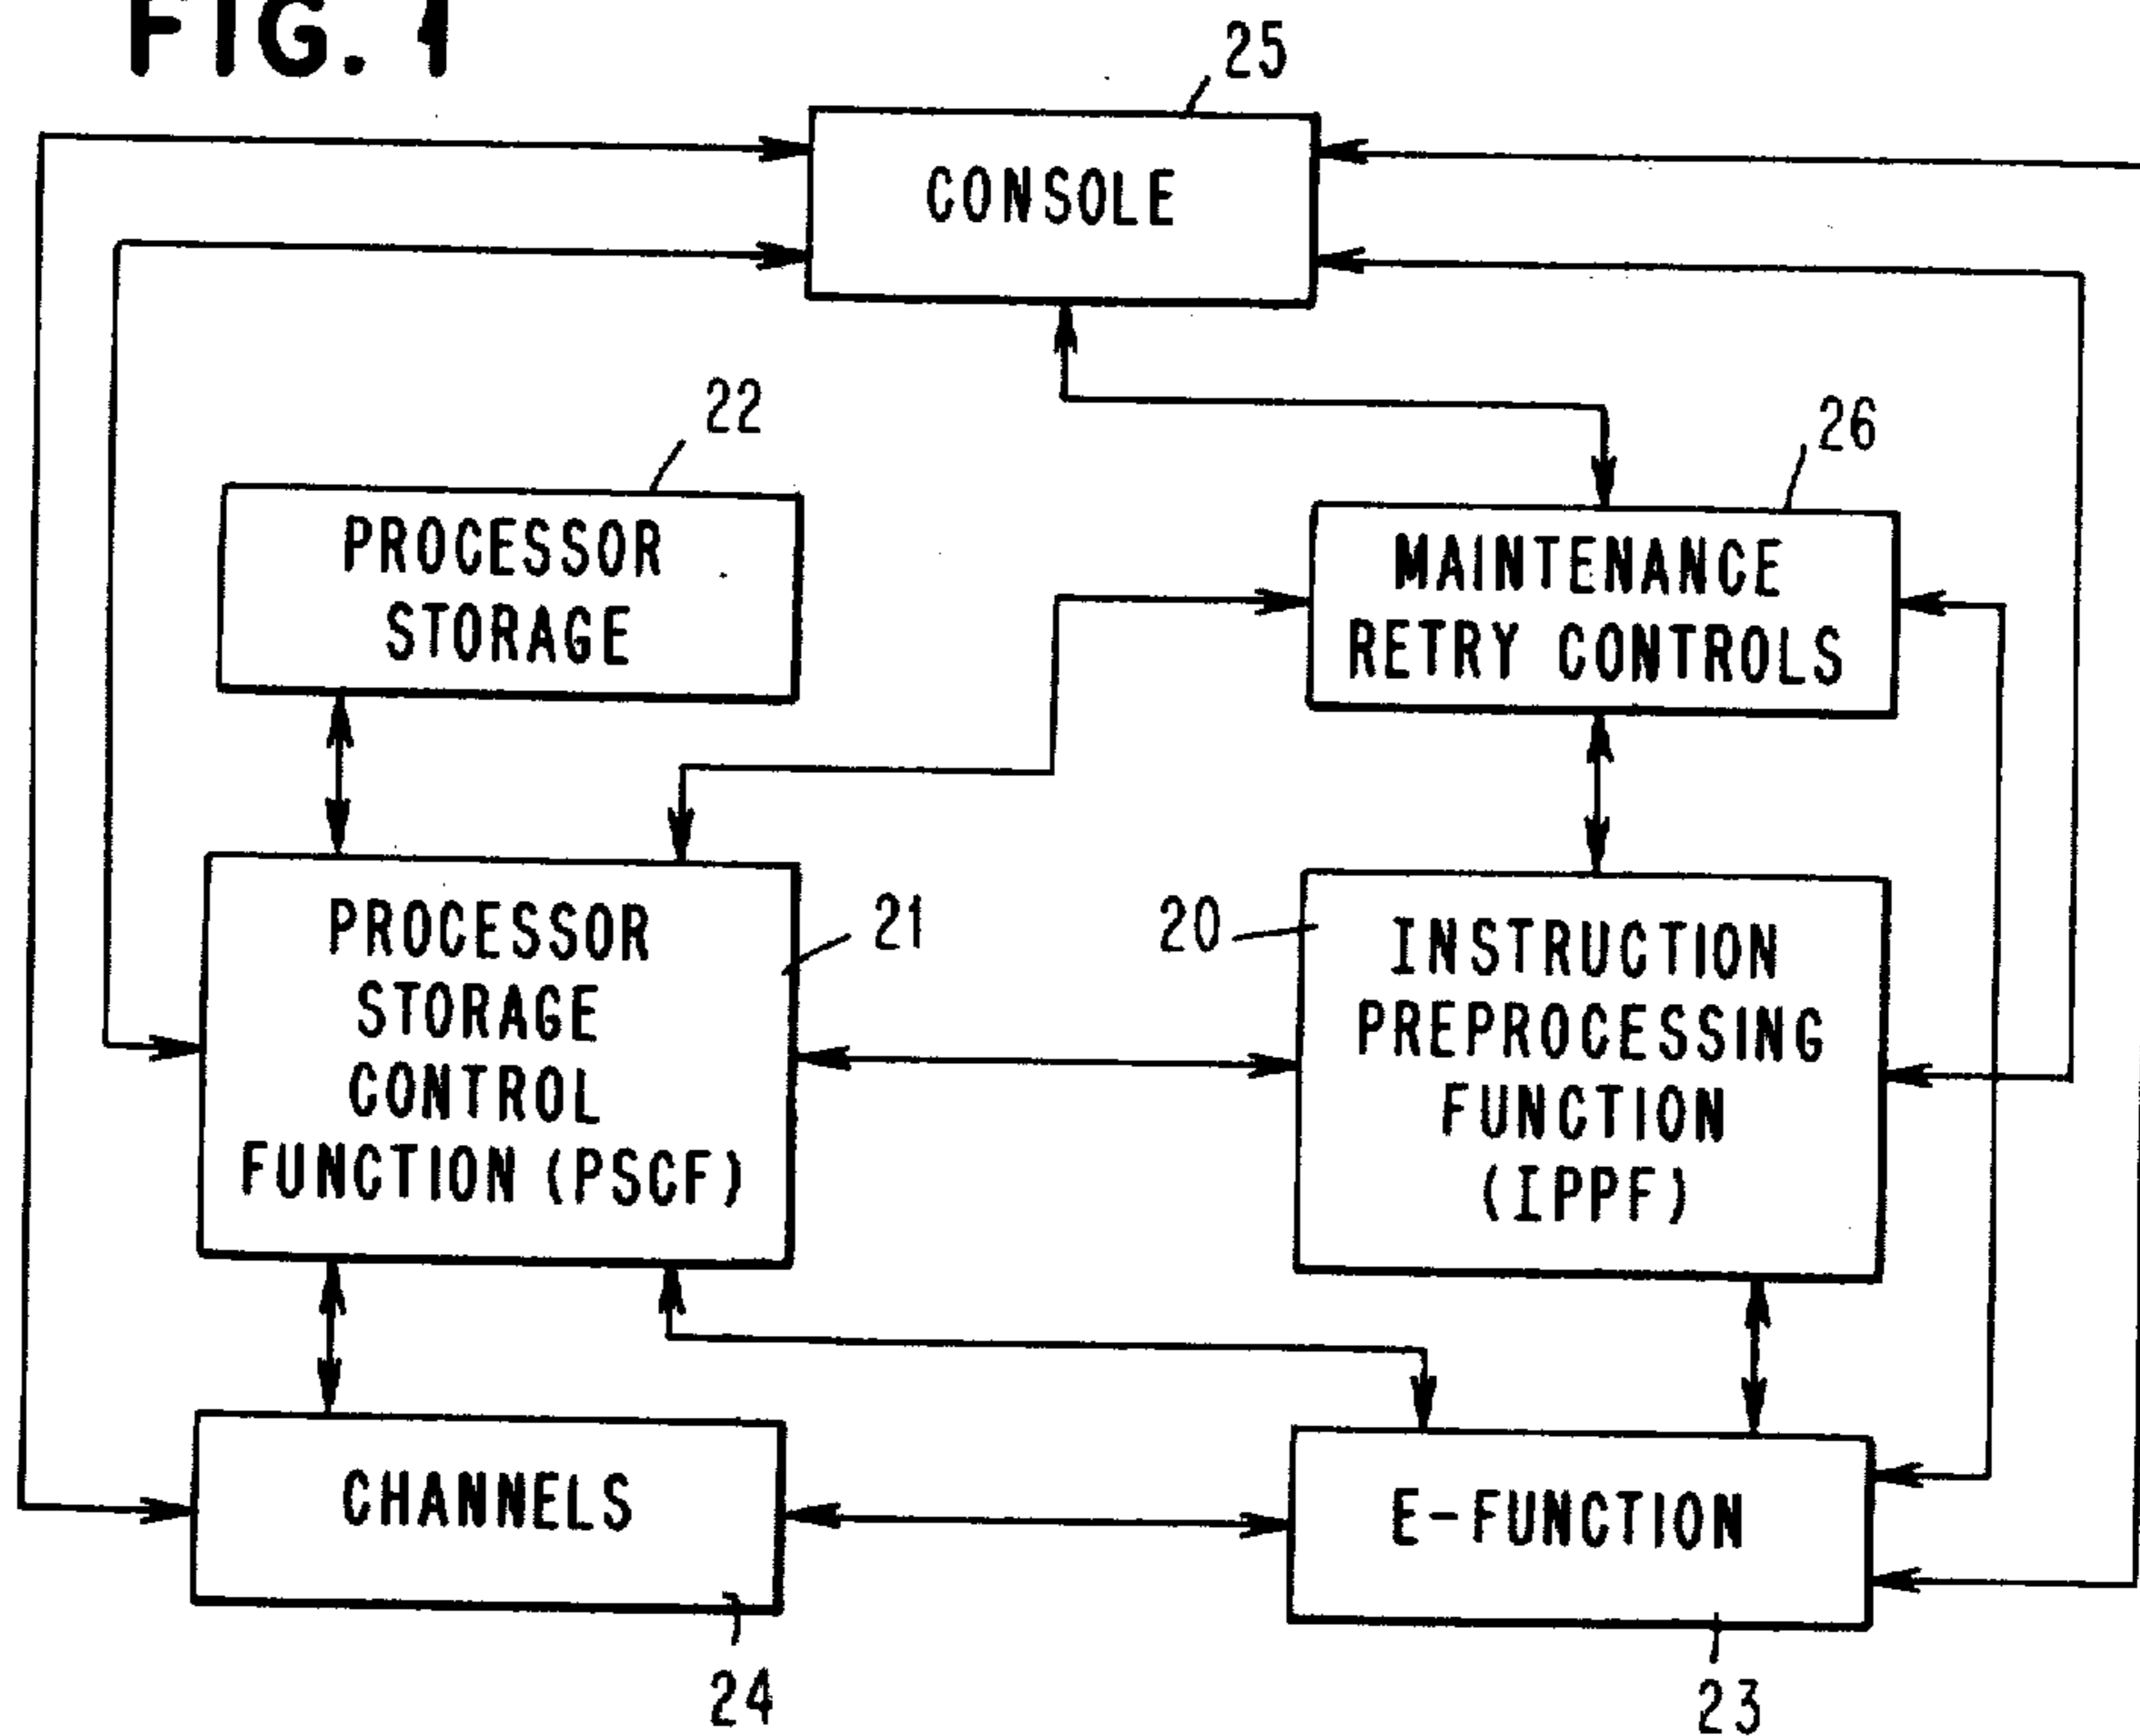 FIG. 1
25
CONSOLE
22
26
PROCESSOR
STORAGE
MAINTENANCE
RETRY CONTROLS
21
20
PROCESSOR
STORAGE
CONTROL
FUNCTION (PSCF)
INSTRUCTION
PREPROCESSING
FUNCTION
(IPPF)
CHANNELS
E-FUNCTION
24
23